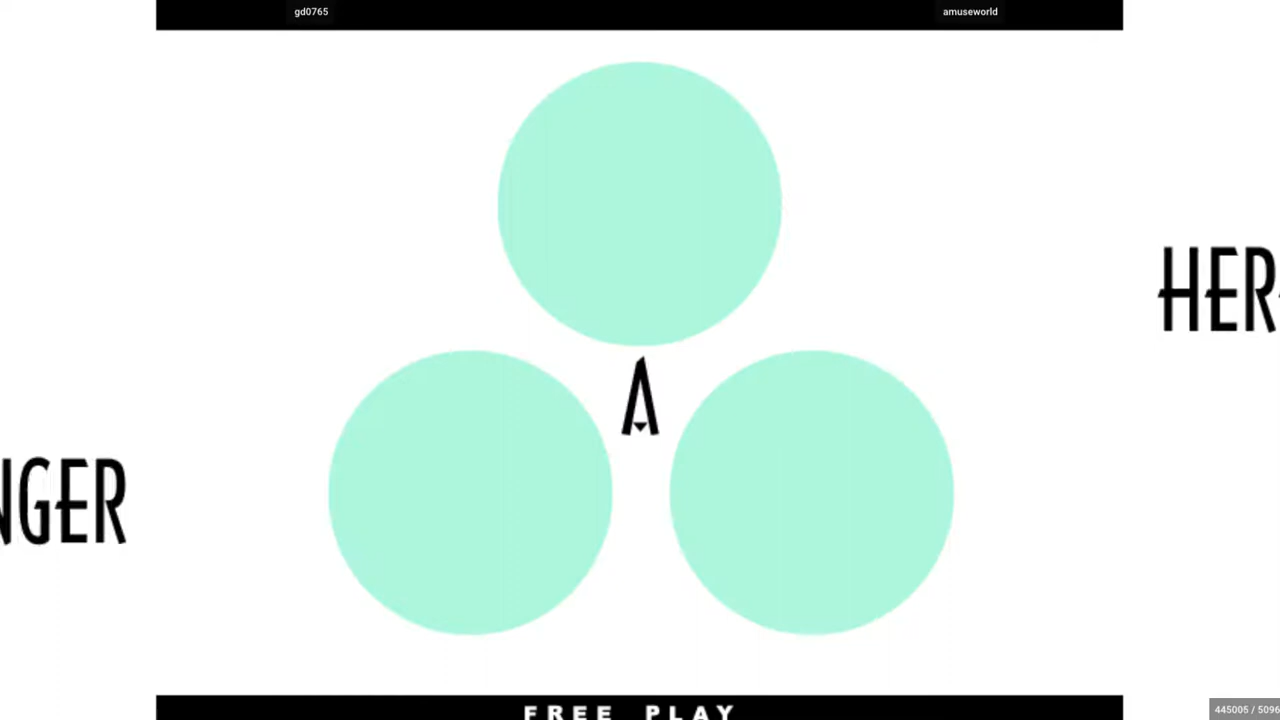 gd0765
amuseworld
HER
A
NGER
FREE PLAY
445005 / 5096